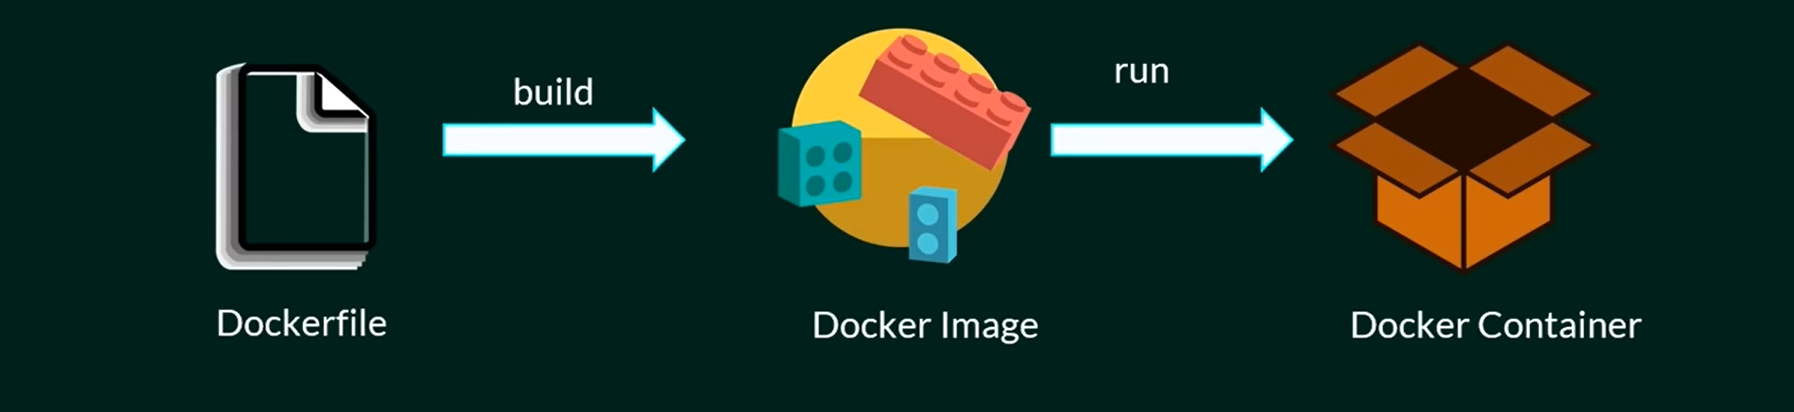 build
run
Dockerfile
Docker Image
Docker Container